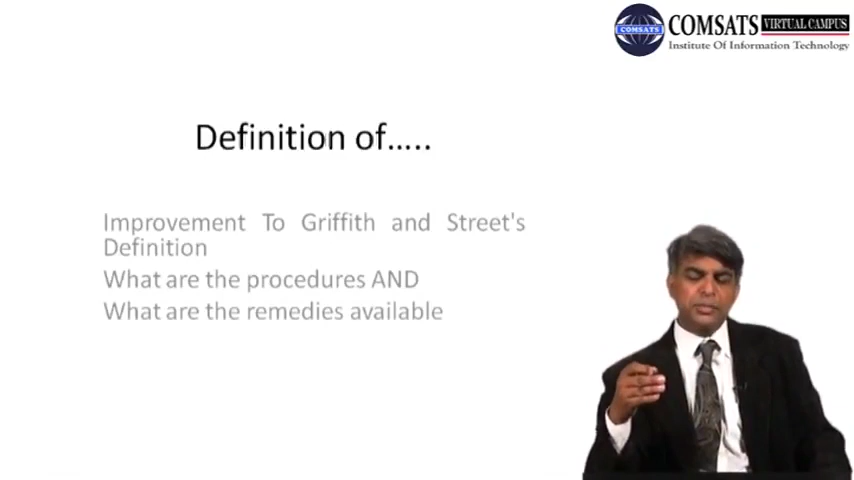 COMSATS VIRTUAL CAMPUS
COMSATS
Institute Of Information Technology
Definition of…..
Improvement To Griffith and Street's
Definition
What are the procedures AND
What are the remedies available